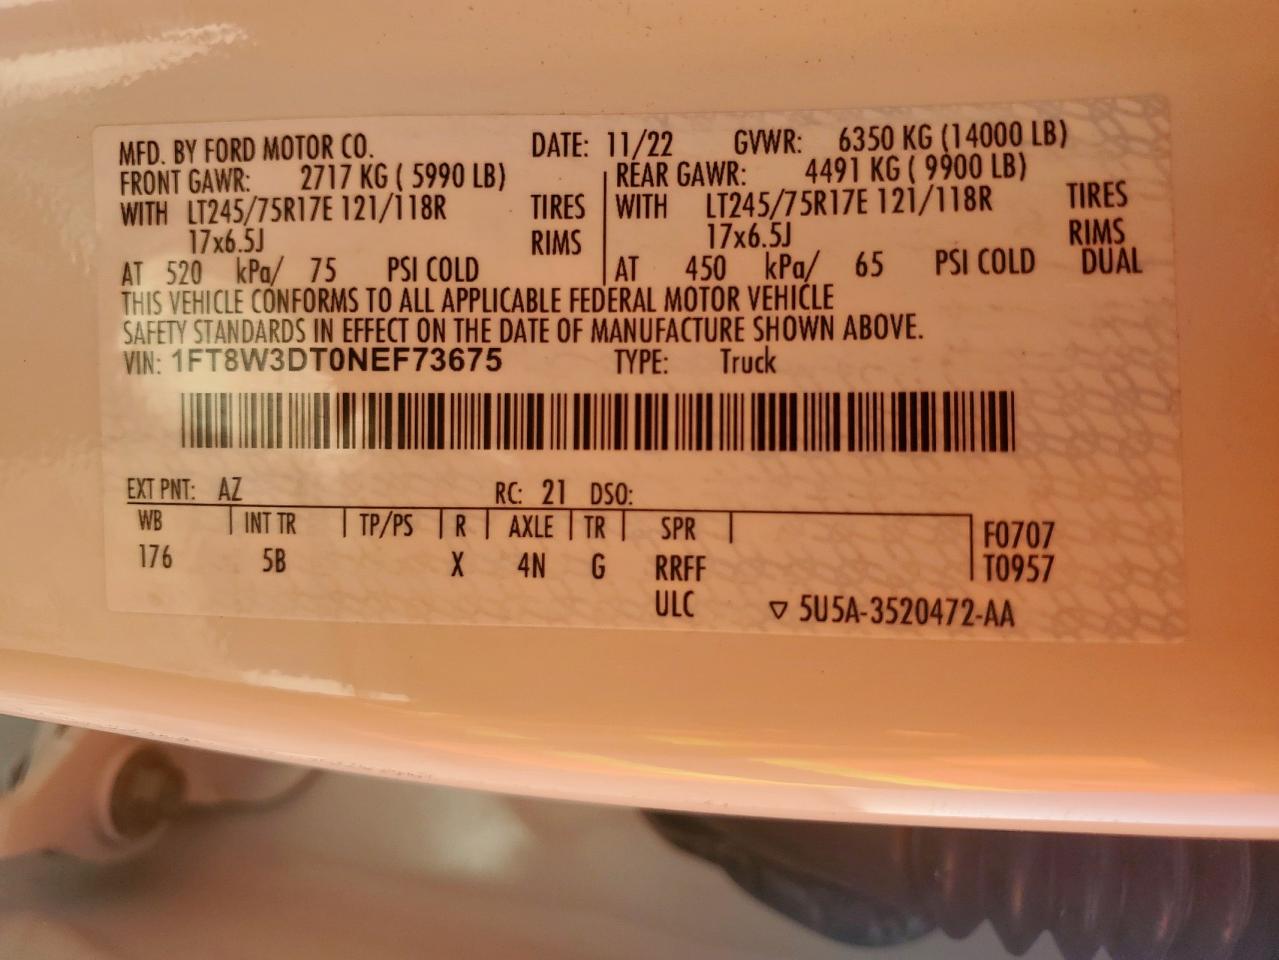 MFD. BY FORD MOTOR CO. DATE: 11/22 GVWR: 6350 KG (14000 LB)
FRONT GAWR: 2717 KG ( 5990 LB) REAR GAWR: 4491 KG ( 9900 LB)
WITH LT245/75R17E 121/118R TIRES WITH LT245/75R17E 121/118R TIRES
17x6.5J RIMS 17x6.5J RIMS
AT 520 kPa/ 75 PSI COLD AT 450 kPa/ 65 PSI COLD DUAL
THIS VEHICLE CONFORMS TO ALL APPLICABLE FEDERAL MOTOR VEHICLE
SAFETY STANDARDS IN EFFECT ON THE DATE OF MANUFACTURE SHOWN ABOVE.
VIN: 1FT8W3DT0NEF73675 TYPE: Truck
EXT PNT: AZ RC: 21 DSO:
WB INT TR TP/PS R AXLE TR SPR F0707
176 5B X 4N G RRFF T0957
ULC ▽ 5U5A-3520472-AA